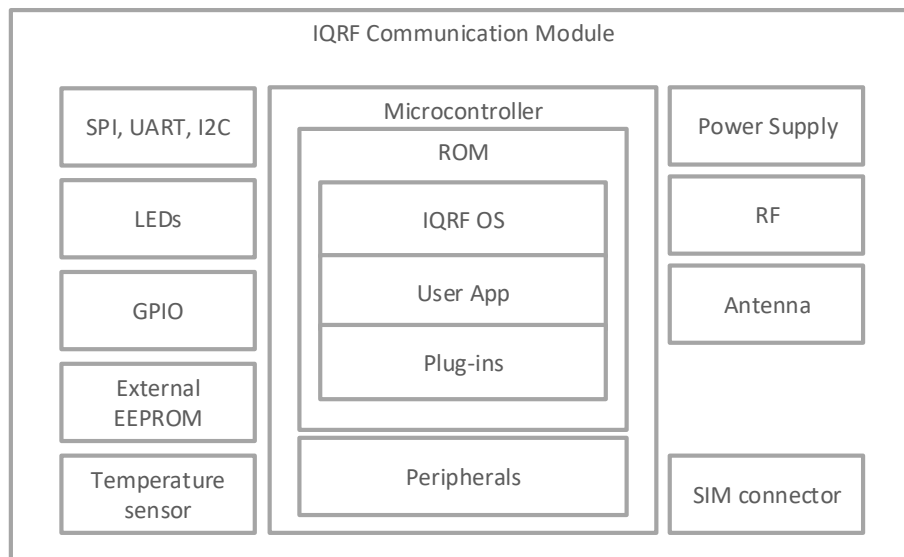 IQRF Communication Module
SPI, UART, I2C
LEDs
GPIO
External
EEPROM
Temperature
sensor
Microcontroller
ROM
IQRF OS
User App
Plug-ins
Peripherals
Power Supply
RF
Antenna
SIM connector